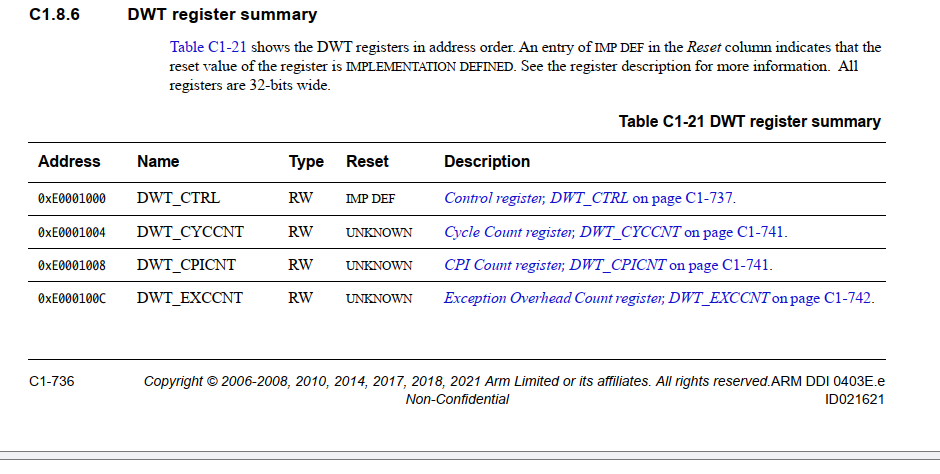 C1.8.6 DWT register summary
Table C1-21 shows the DWT registers in address order. An entry of IMP DEF in the Reset column indicates that the
reset value of the register is IMPLEMENTATION DEFINED. See the register description for more information. All
registers are 32-bits wide.
Table C1-21 DWT register summary
Address Name Type Reset Description
0xE0001000 DWT_CTRL RW IMP DEF Control register, DWT_CTRL on page C1-737.
0xE0001004 DWT_CYCCNT RW UNKNOWN Cycle Count register, DWT_CYCCNT on page C1-741.
0xE0001008 DWT_CPICNT RW UNKNOWN CPI Count register, DWT_CPICNT on page C1-741.
0xE000100C DWT_EXCCNT RW UNKNOWN Exception Overhead Count register, DWT_EXCCNT on page C1-742.
C1-736 Copyright © 2006-2008, 2010, 2014, 2017, 2018, 2021 Arm Limited or its affiliates. All rights reserved.ARM DDI 0403E.e
Non-Confidential ID021621